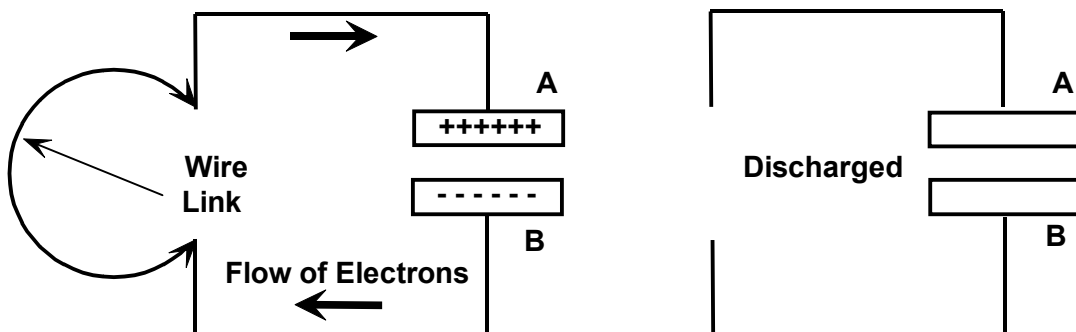 A
++++++
Wire
Link
- - - - - -
B
Flow of Electrons
A
Discharged
B